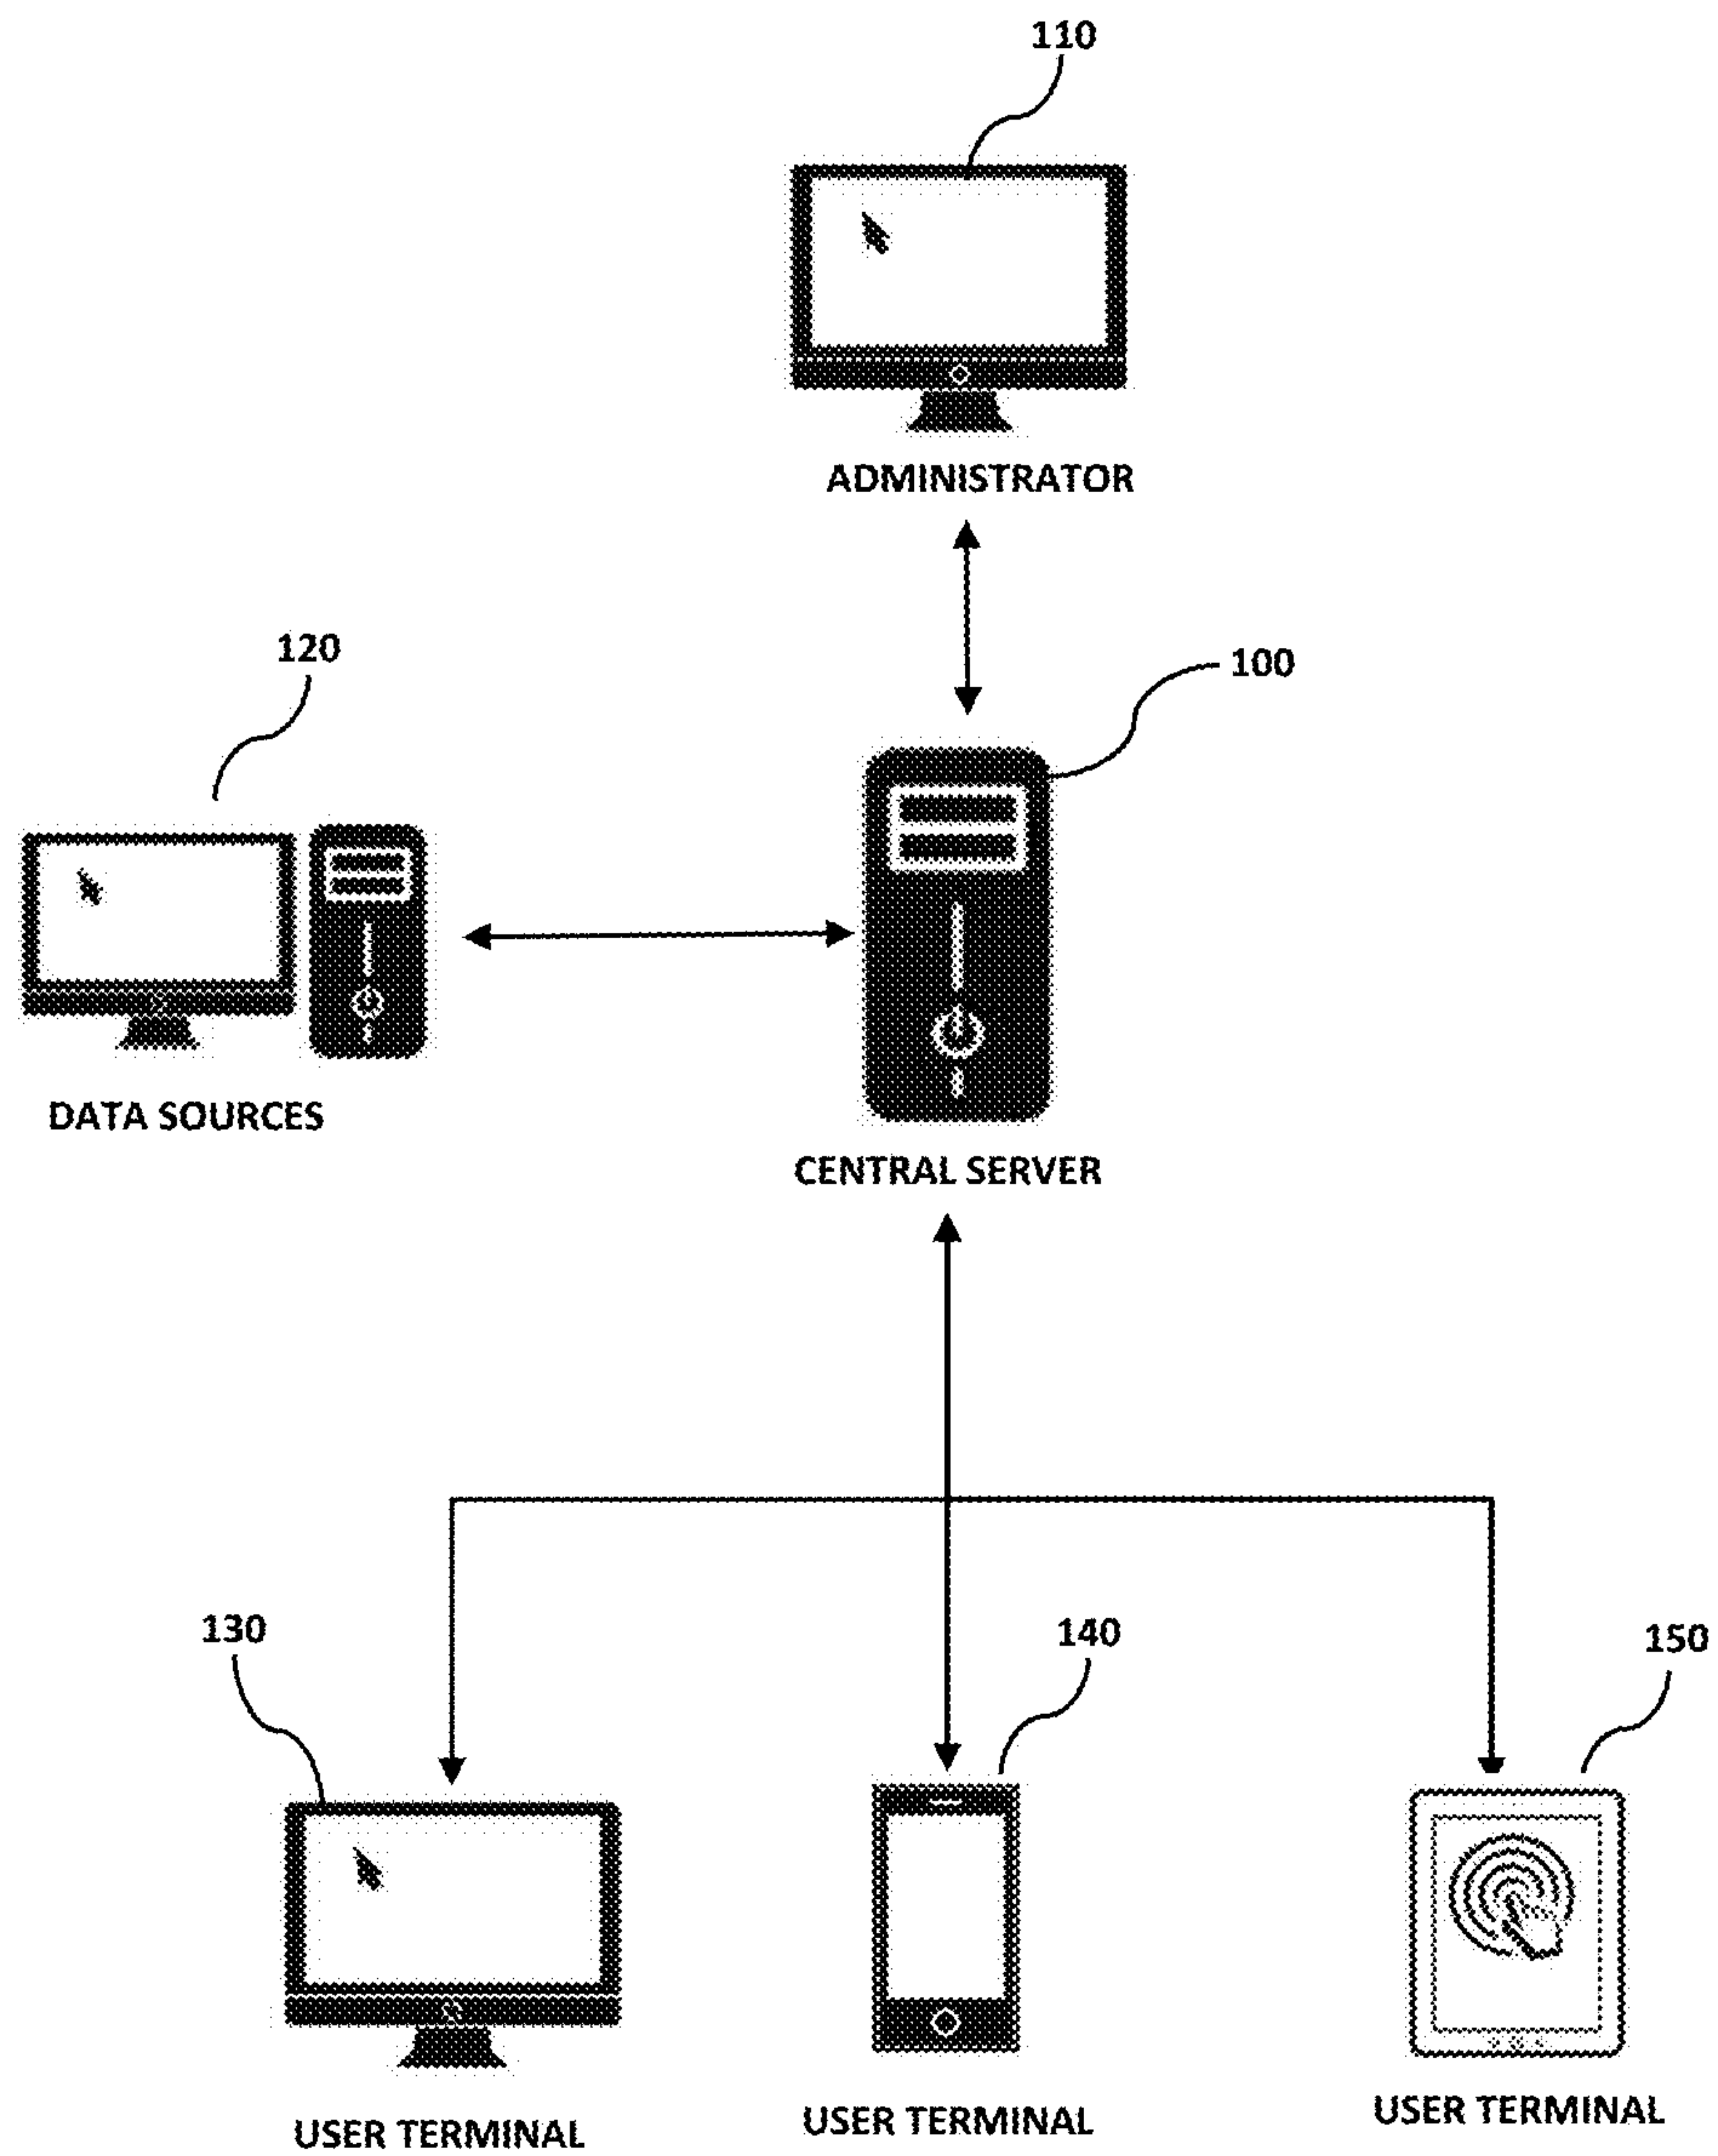 110
ADMINISTRATOR
120
100
DATA SOURCES
CENTRAL SERVER
130
140
150
USER TERMINAL
USER TERMINAL
USER TERMINAL